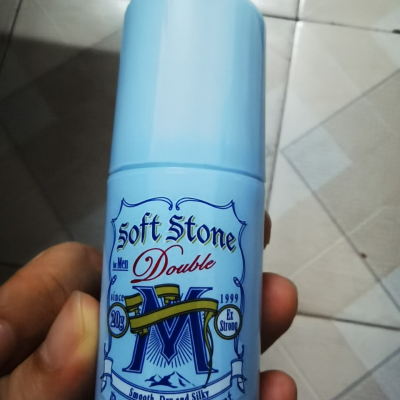 Soft Stone
for Men
Double
since 1999
20g
M
Ex Strong
Smooth, Dry and Silky